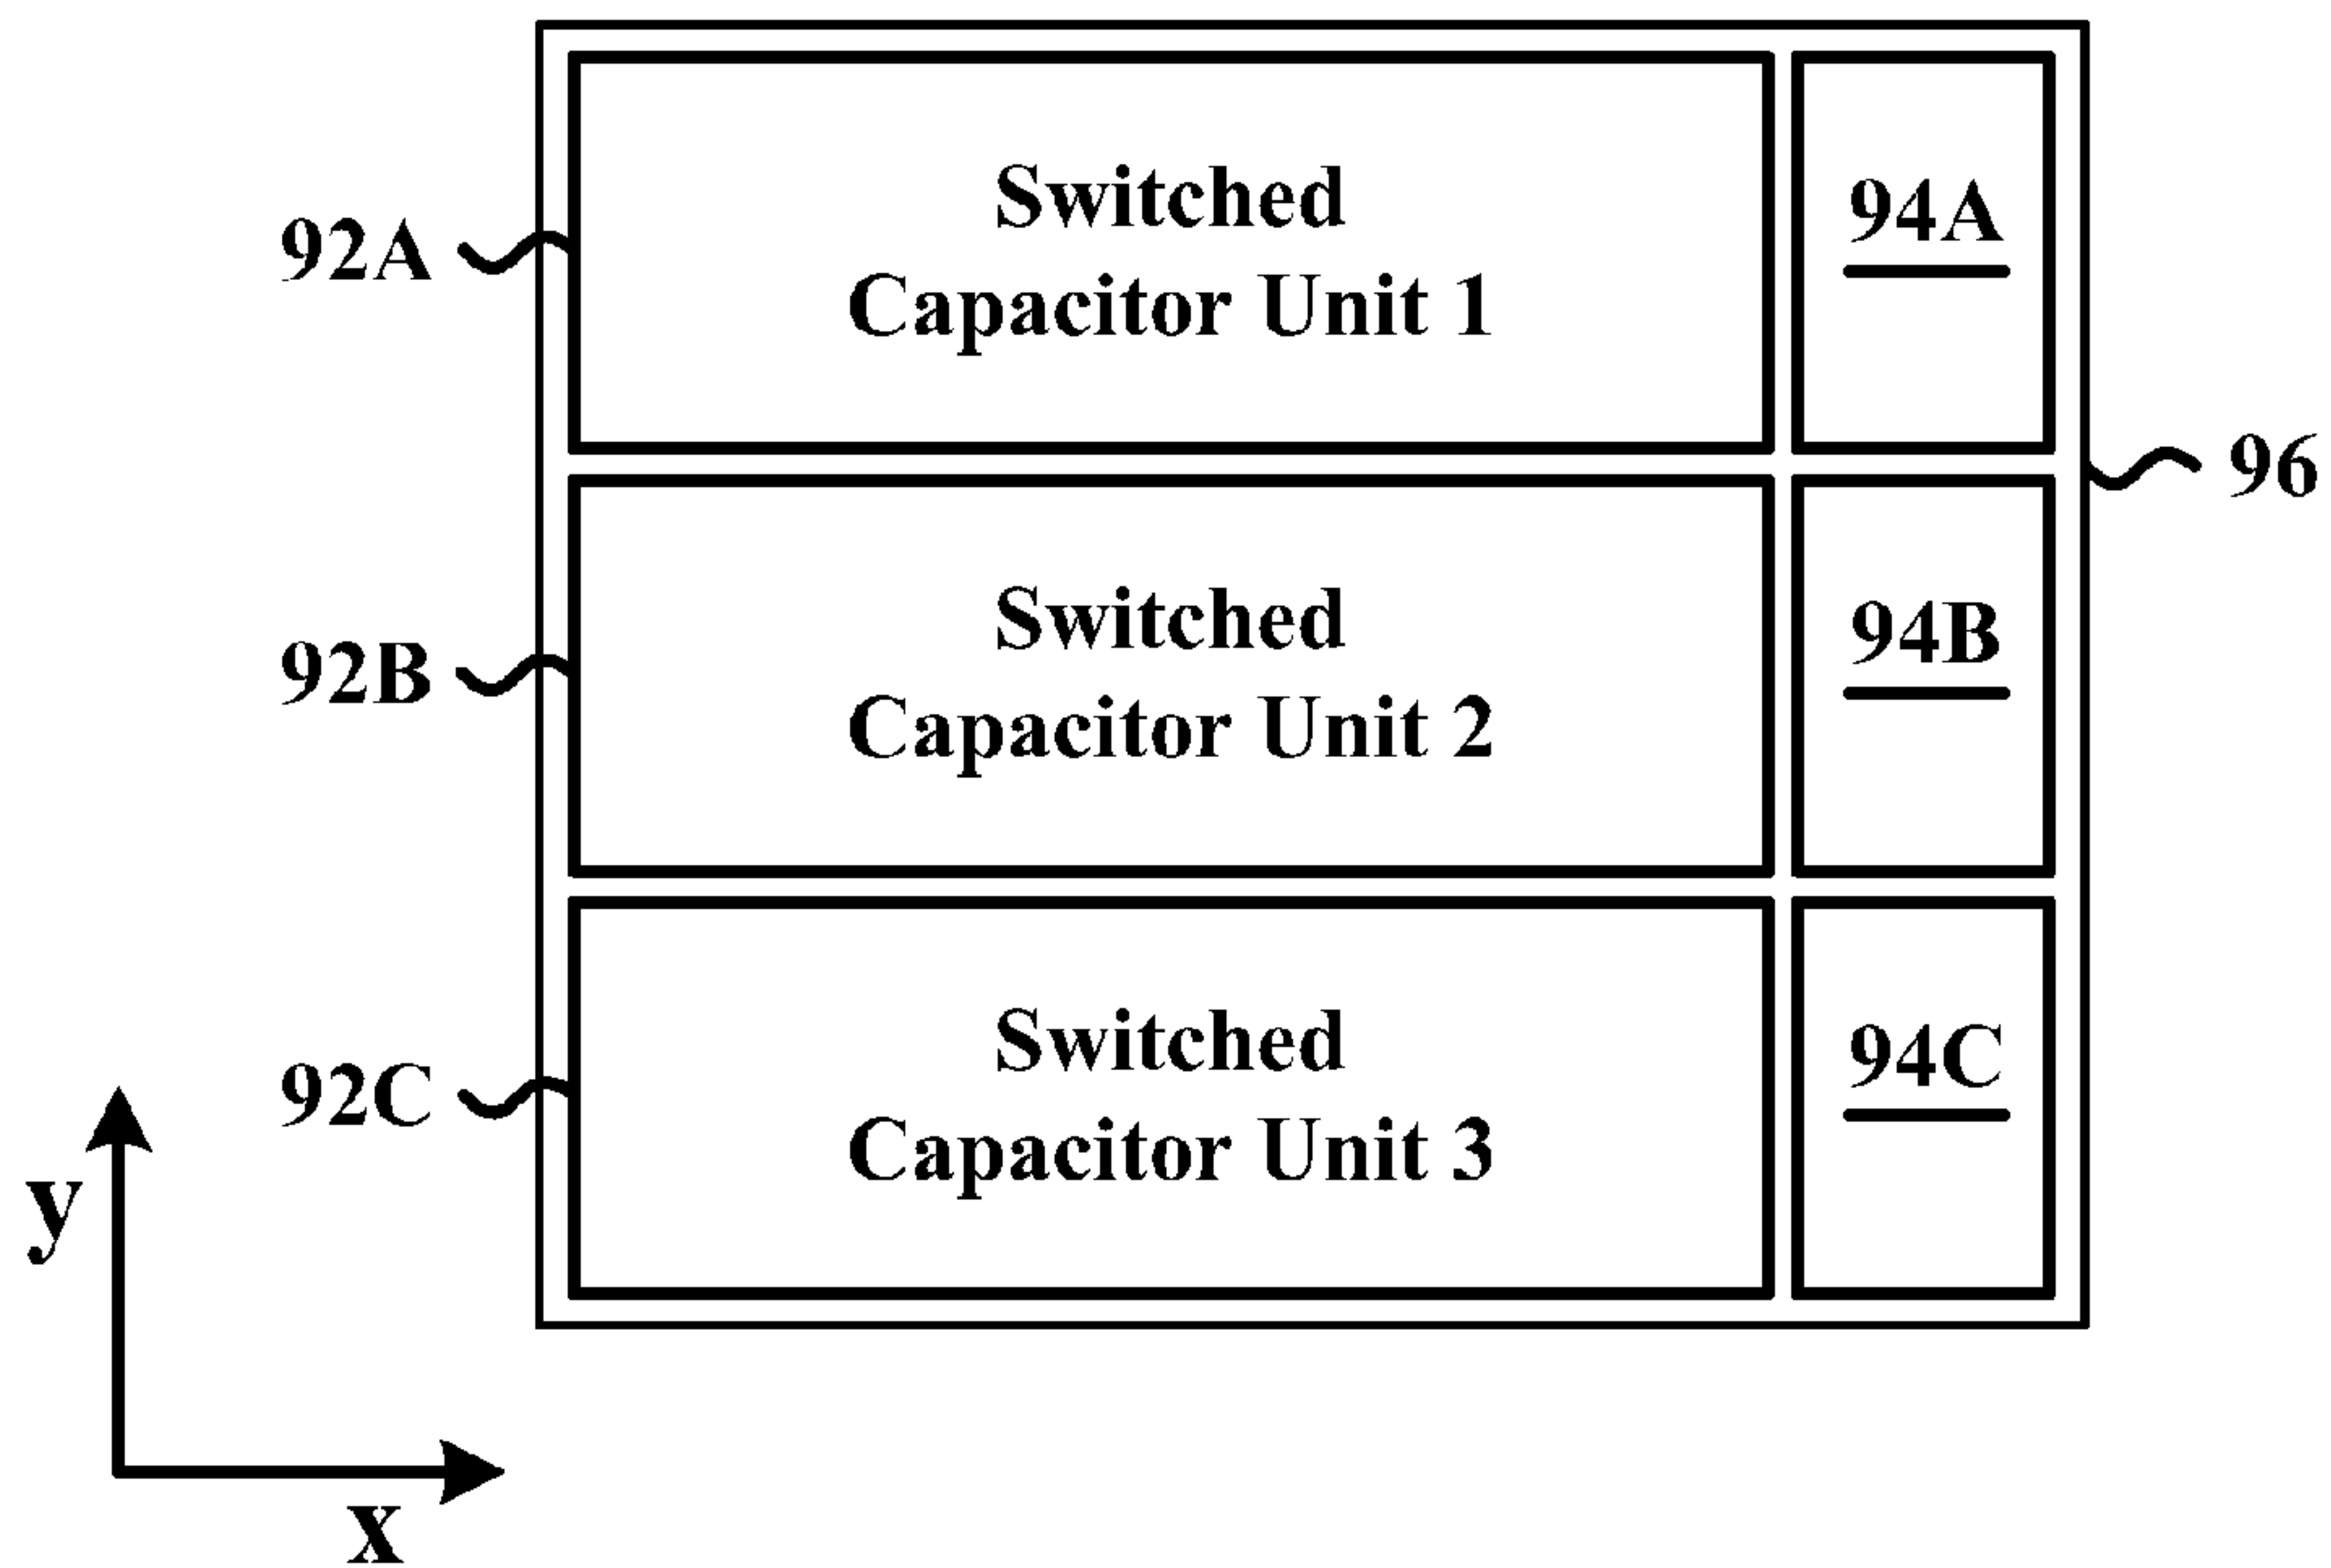 92A
Switched
Capacitor Unit 1
94A
96
92B
Switched
Capacitor Unit 2
94B
92C
Switched
Capacitor Unit 3
94C
y
x